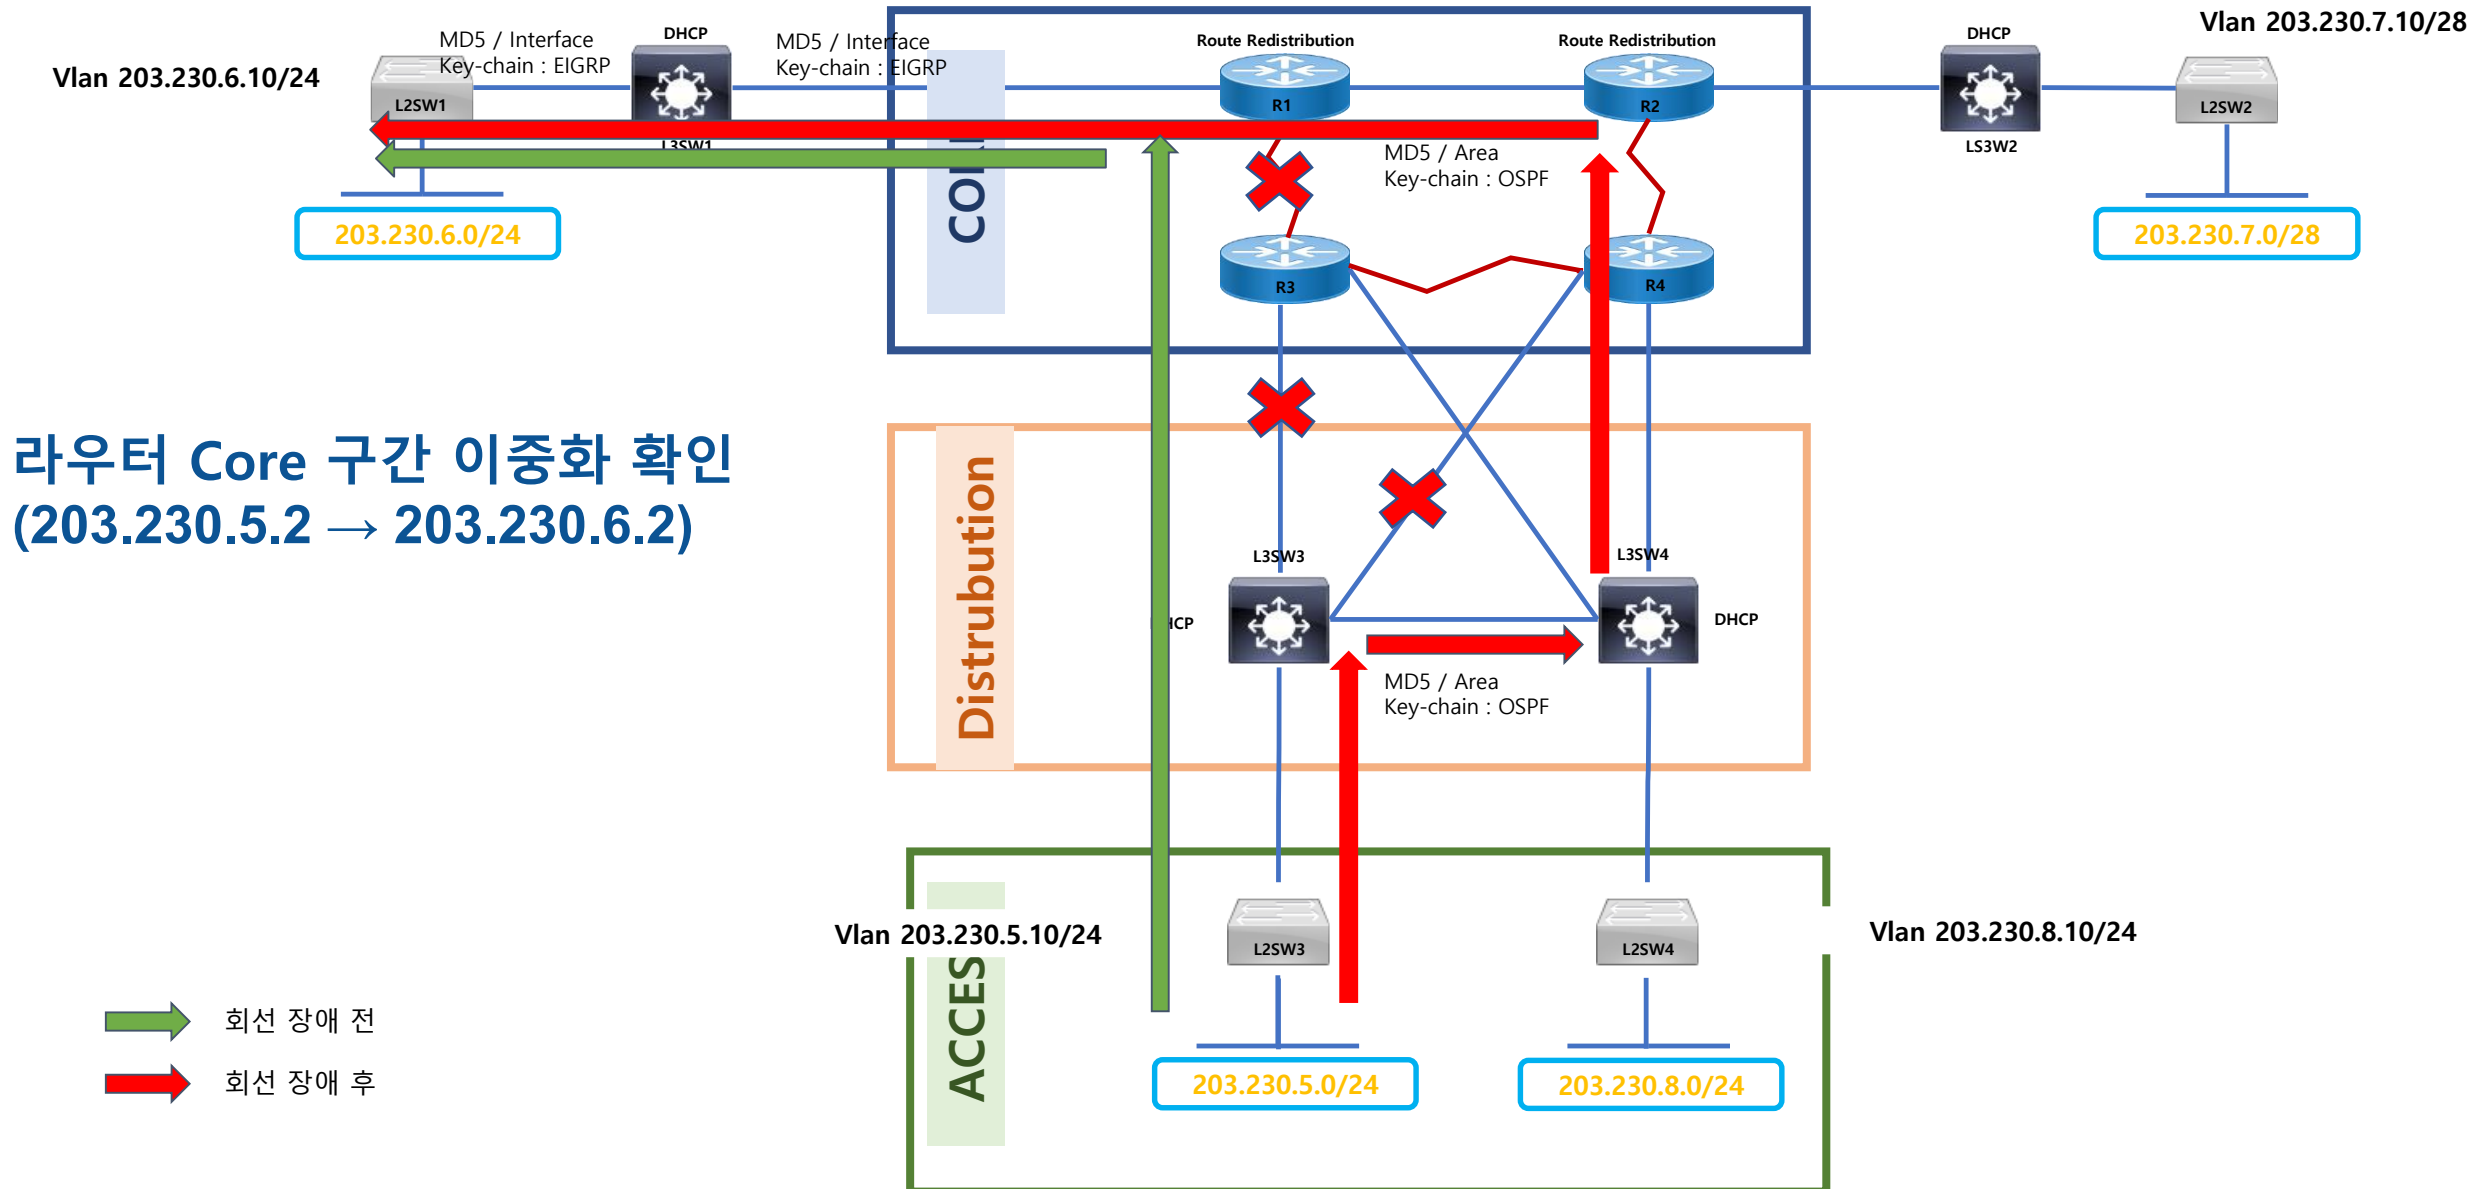 Vlan 203.230.6.10/24
MD5 / Interface
Key-chain : EIGRP
DHCP
MD5 / Interface
Key-chain : EIGRP
Route Redistribution
Route Redistribution
DHCP
Vlan 203.230.7.10/28
L2SW1
L3SW1
R1
R2
LS3W2
L2SW2
MD5 / Area
Key-chain : OSPF
203.230.6.0/24
203.230.7.0/28
R3
R4
라우터 Core 구간 이중화 확인
(203.230.5.2 → 203.230.6.2)
Distrubution
L3SW3
L3SW4
HCP
DHCP
MD5 / Area
Key-chain : OSPF
Vlan 203.230.5.10/24
L2SW3
L2SW4
Vlan 203.230.8.10/24
ACCES
회선 장애 전
회선 장애 후
203.230.5.0/24
203.230.8.0/24